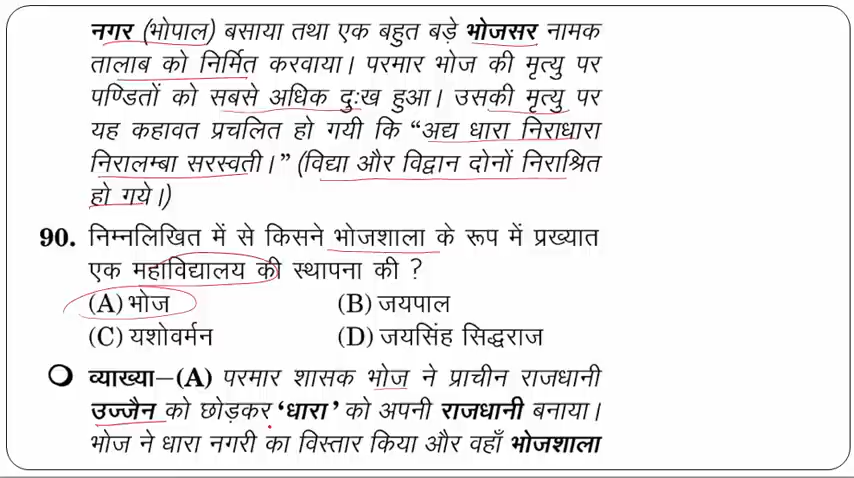 नगर (भोपाल) बसाया तथा एक बहुत बड़े भोजसर नामक
तालाब को निर्मित करवाया। परमार भोज की मृत्यु पर
पण्डितों को सबसे अधिक दुःख हुआ। उसकी मृत्यु पर
यह कहावत प्रचलित हो गयी कि “अद्य धारा निराधारा
निरालम्बा सरस्वती।” (विद्या और विद्वान दोनों निराश्रित
हो गये।)
90. निम्नलिखित में से किसने भोजशाला के रूप में प्रख्यात
एक महाविद्यालय की स्थापना की ?
(A) भोज (B) जयपाल
(C) यशोवर्मन (D) जयसिंह सिद्धराज
व्याख्या–(A) परमार शासक भोज ने प्राचीन राजधानी
उज्जैन को छोड़कर ‘धारा’ को अपनी राजधानी बनाया।
भोज ने धारा नगरी का विस्तार किया और वहाँ भोजशाला